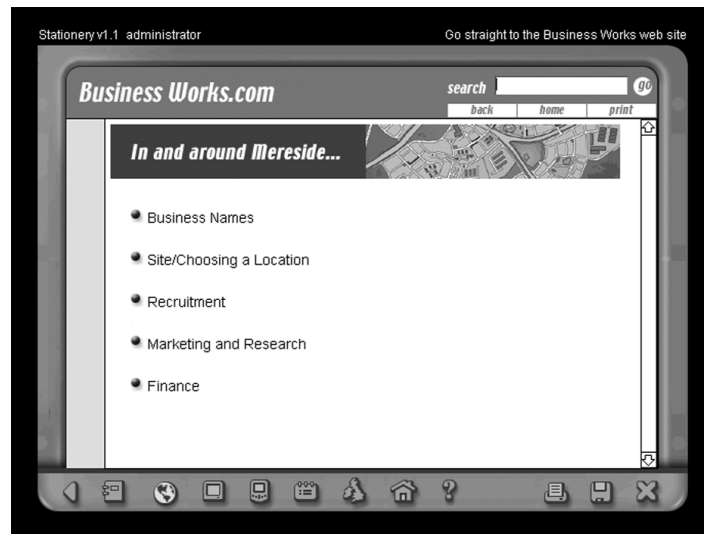 Stationery v1.1 administrator
Go straight to the Business Works web site
Business Works.com
search
go
back home print
In and around Mereside...
Business Names
Site/Choosing a Location
Recruitment
Marketing and Research
Finance
?